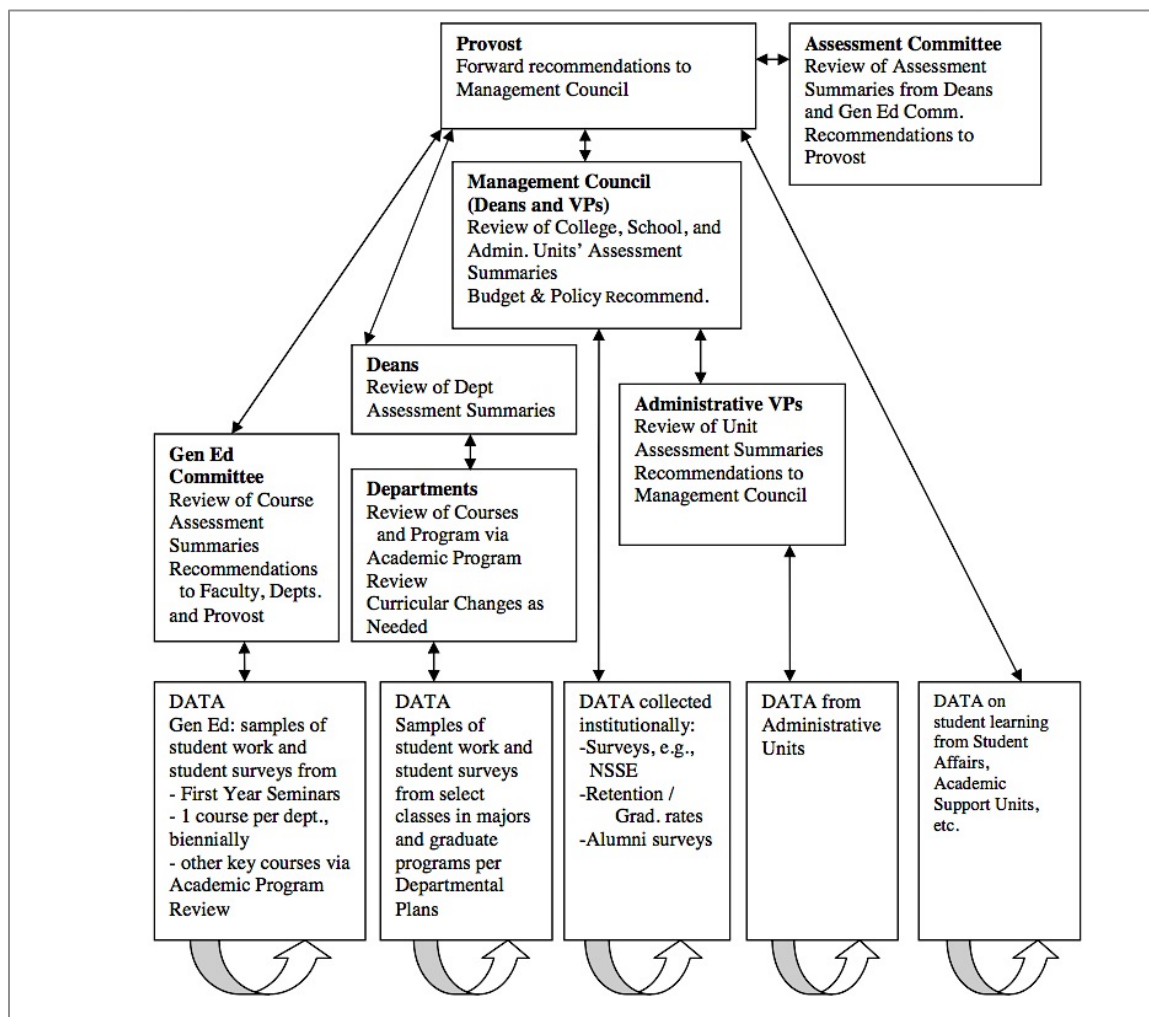 Provost
Forward recommendations to
Management Council
Assessment Committee
Review of Assessment
Summaries from Deans
and Gen Ed Comm.
Recommendations to
Provost
Management Council
(Deans and VPs)
Review of College, School, and
Admin. Units’ Assessment
Summaries
Budget & Policy Recommend.
Deans
Review of Dept
Assessment Summaries
Administrative VPs
Review of Unit
Assessment Summaries
Recommendations to
Management Council
Gen Ed
Committee
Review of Course
Assessment
Summaries
Recommendations
to Faculty, Depts.
and Provost
Departments
Review of Courses
and Program via
Academic Program
Review
Curricular Changes as
Needed
DATA
Gen Ed: samples of
student work and
student surveys from
- First Year Seminars
- 1 course per dept.,
biennially
- other key courses via
Academic Program
Review
DATA
Samples of
student work and
student surveys
from select
classes in majors
and graduate
programs per
Departmental
Plans
DATA collected
institutionally:
-Surveys, e.g.,
NSSE
-Retention /
Grad. rates
-Alumni surveys
DATA from
Administrative
Units
DATA on
student learning
from Student
Affairs,
Academic
Support Units,
etc.